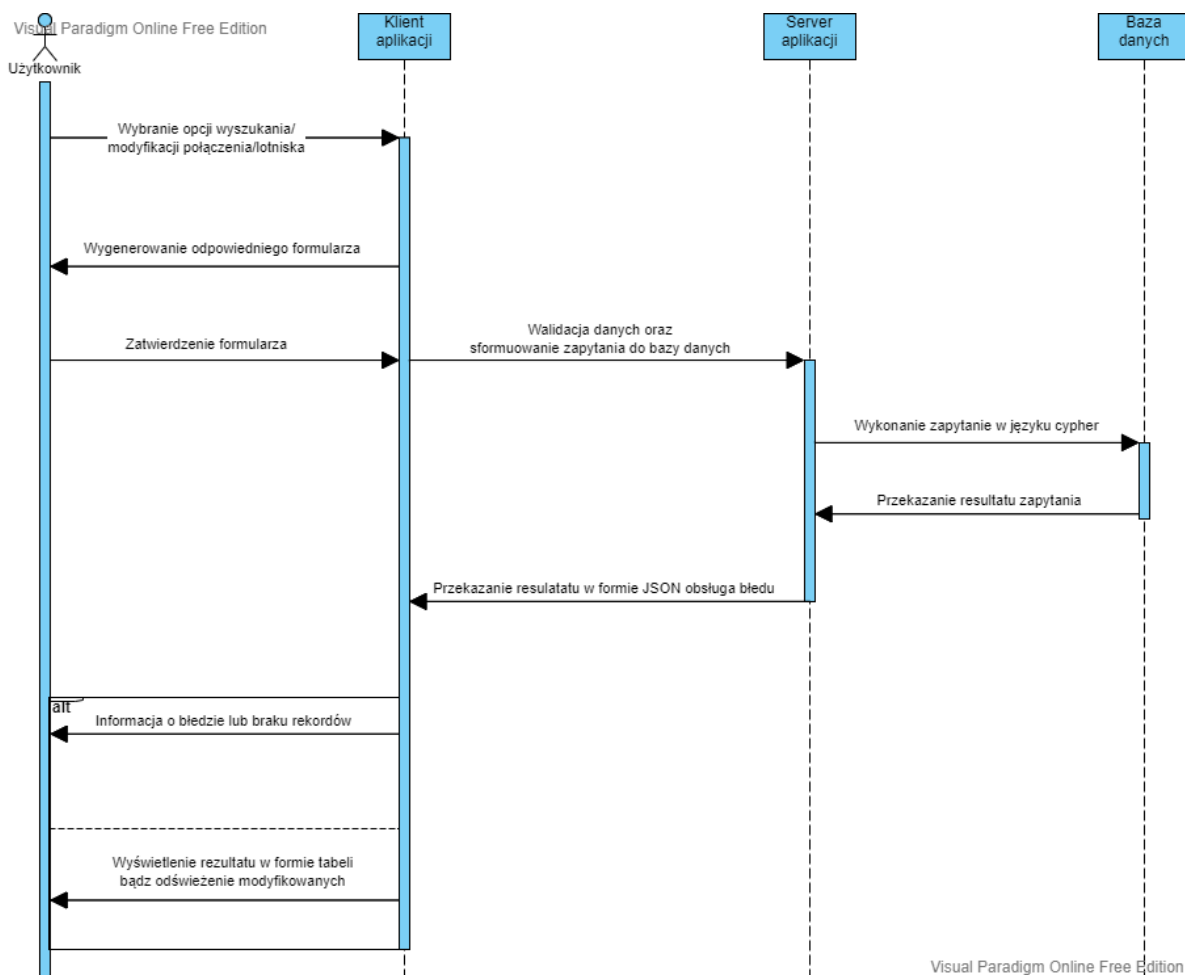 Visual Paradigm Online Free Edition
Użytkownik
Klient
aplikacji
Server
aplikacji
Baza
danych
Wybranie opcji wyszukania/
modyfikacji połączenia/lotniska
Wygenerowanie odpowiedniego formularza
Zatwierdzenie formularza
Walidacja danych oraz
sformuowanie zapytania do bazy danych
Wykonanie zapytanie w języku cypher
Przekazanie resultatu zapytania
Przekazanie resulatatu w formie JSON obsługa błedu
alt
Informacja o błedzie lub braku rekordów
Wyświetlenie rezultatu w formie tabeli
bądz odświeżenie modyfikowanych
Visual Paradigm Online Free Edition